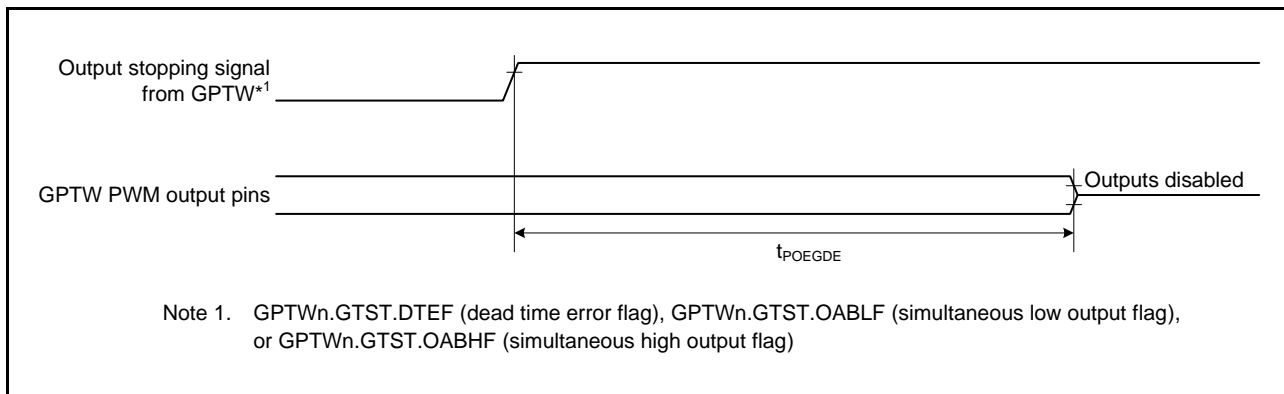 Output stopping signal
from GPTW*1
GPTW PWM output pins
Outputs disabled
tPOEGDE
Note 1. GPTWn.GTST.DTEF (dead time error flag), GPTWn.GTST.OABLF (simultaneous low output flag),
or GPTWn.GTST.OABHF (simultaneous high output flag)